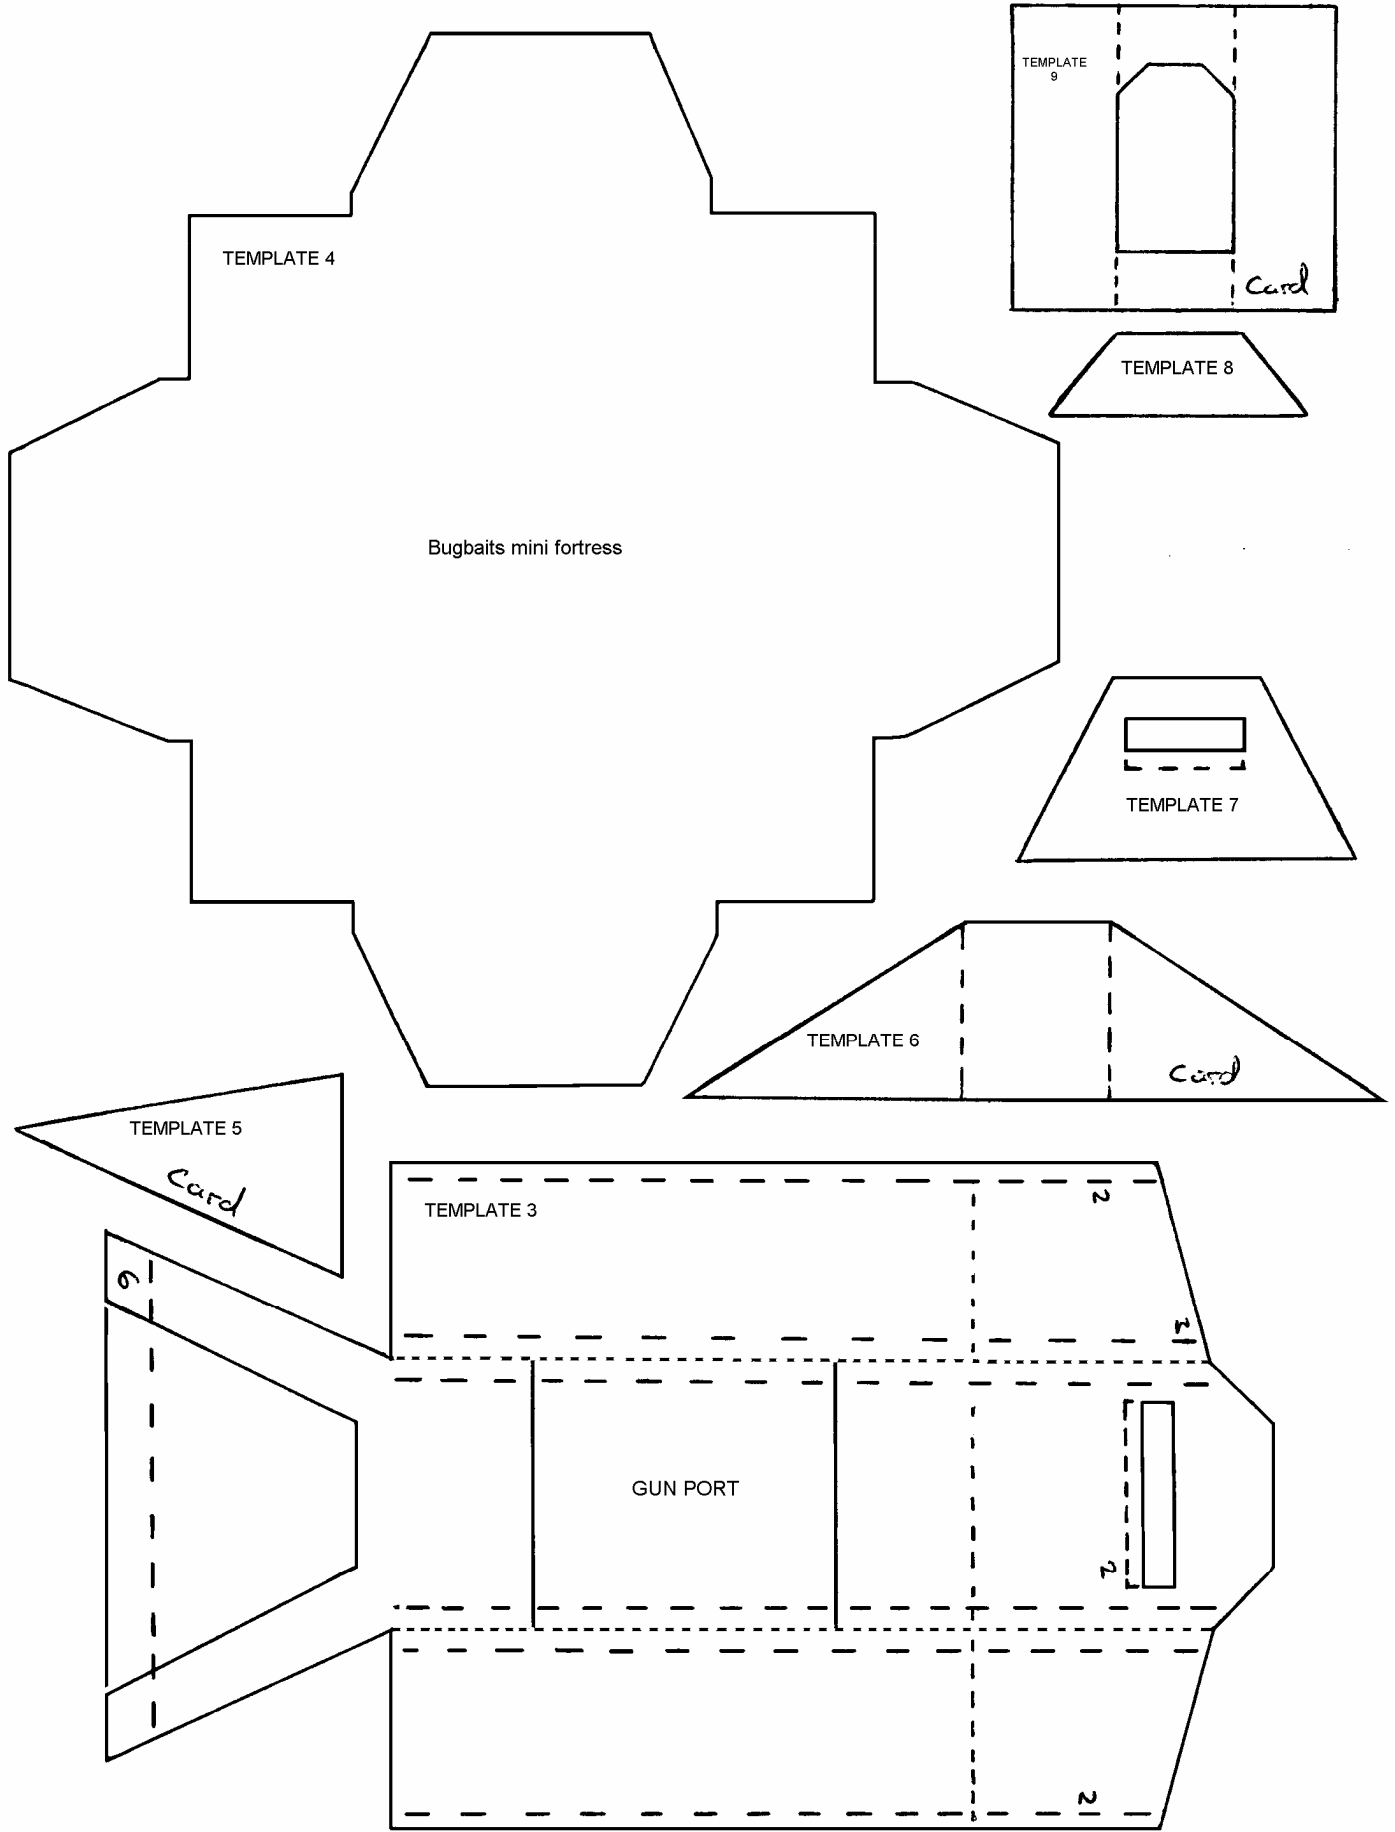 TEMPLATE
9
TEMPLATE 4
Card
TEMPLATE 8
Bugbaits mini fortress
TEMPLATE 7
TEMPLATE 6
Card
TEMPLATE 5
Card
TEMPLATE 3
2
6
2
GUN PORT
2
2